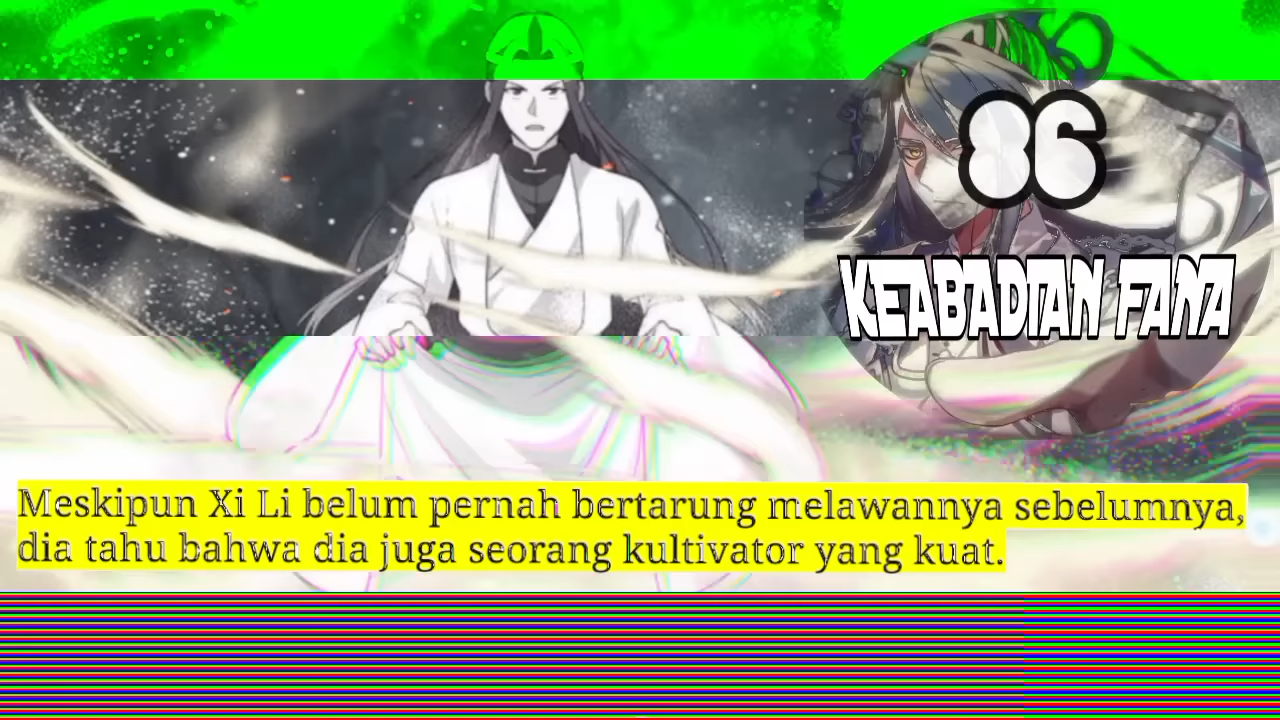 86
KEABADIAN FANA
Meskipun Xi Li belum pernah bertarung melawannya sebelumnya,
dia tahu bahwa dia juga seorang kultivator yang kuat.